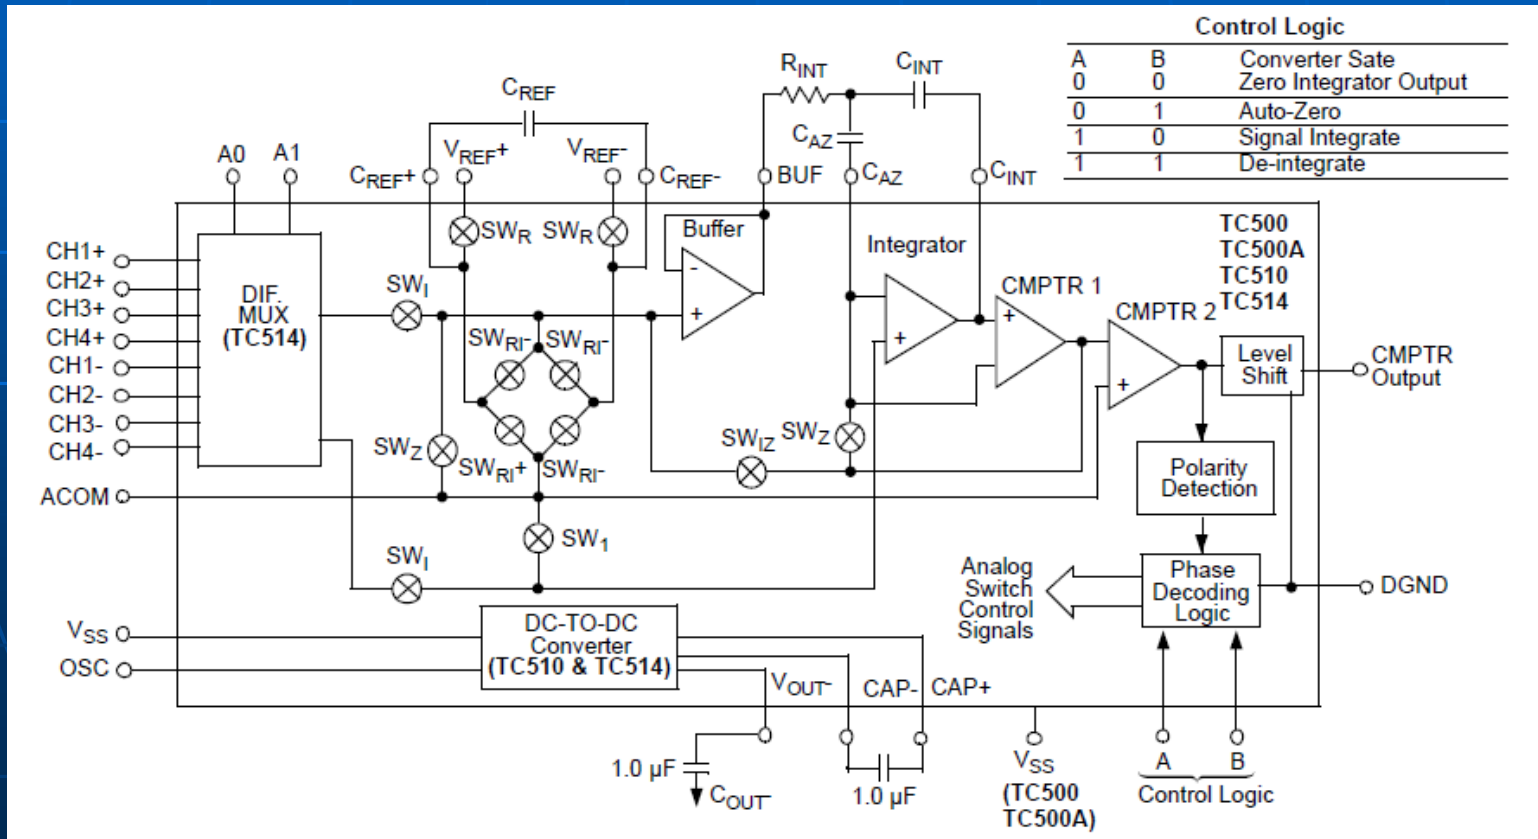 Control Logic
A B Converter Sate
0 0 Zero Integrator Output
0 1 Auto-Zero
1 0 Signal Integrate
1 1 De-integrate
RINT
CINT
CREF
CAZ
A0
A1
CREF+
VREF+
VREF-
CREF-
BUF
CAZ
CINT
SWR
SWR
Buffer
Integrator
CMPTR 1
CMPTR 2
TC500
TC500A
TC510
TC514
CH1+
CH2+
CH3+
CH4+
CH1-
CH2-
CH3-
CH4-
ACOM
DIF.
MUX
(TC514)
SWI
-
+
+
+
+
SWRI-
SWRI-
SWZ
SWRI+
SWRI-
SWIZ
SWZ
Level
Shift
CMPTR
Output
Polarity
Detection
SW1
SWI
Analog
Switch
Control
Signals
Phase
Decoding
Logic
DGND
VSS
OSC
DC-TO-DC
Converter
(TC510 & TC514)
VOUT-
CAP-
CAP+
1.0 µF
COUT-
1.0 µF
VSS
(TC500
TC500A)
A
B
Control Logic